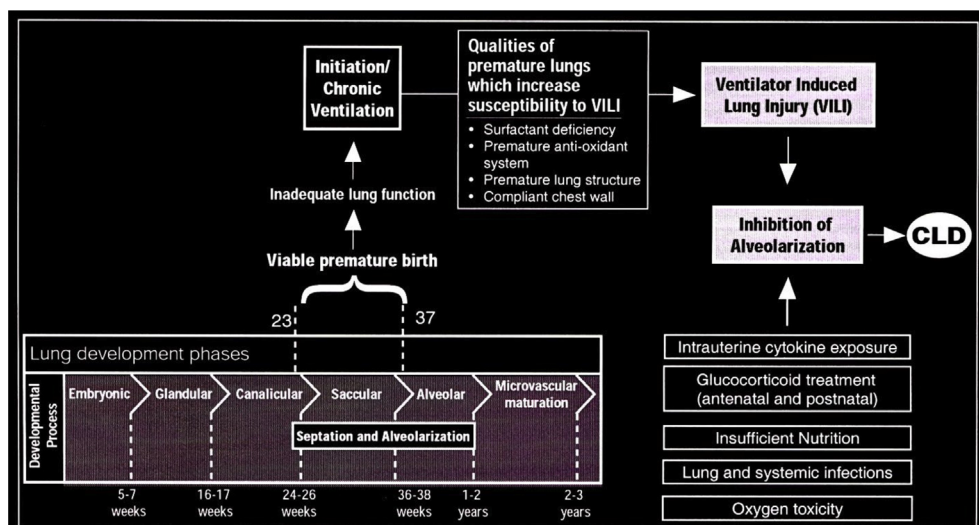 Initiation/
Chronic
Ventilation
Qualities of
premature lungs
which increase
susceptibility to VILI
• Surfactant deficiency
• Premature anti-oxidant
system
• Premature lung structure
• Compliant chest wall
Ventilator Induced
Lung Injury (VILI)
Inadequate lung function
Inhibition of
Alveolarization
CLD
Viable premature birth
23
37
Lung development phases
Developmental
Process
Embryonic
Glandular
Canalicular
Saccular
Alveolar
Microvascular
maturation
Septation and Alveolarization
5-7
weeks
16-17
weeks
24-26
weeks
36-38
weeks
1-2
years
2-3
years
Intrauterine cytokine exposure
Glucocorticoid treatment
(antenatal and postnatal)
Insufficient Nutrition
Lung and systemic infections
Oxygen toxicity